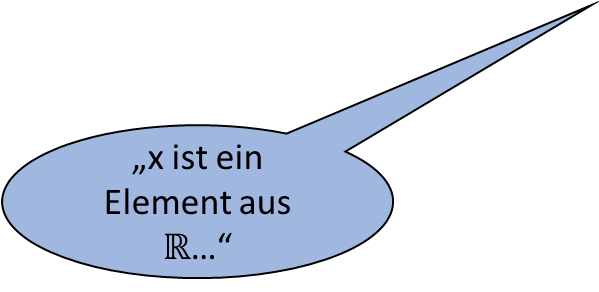 „x ist ein
Element aus
ℝ…“